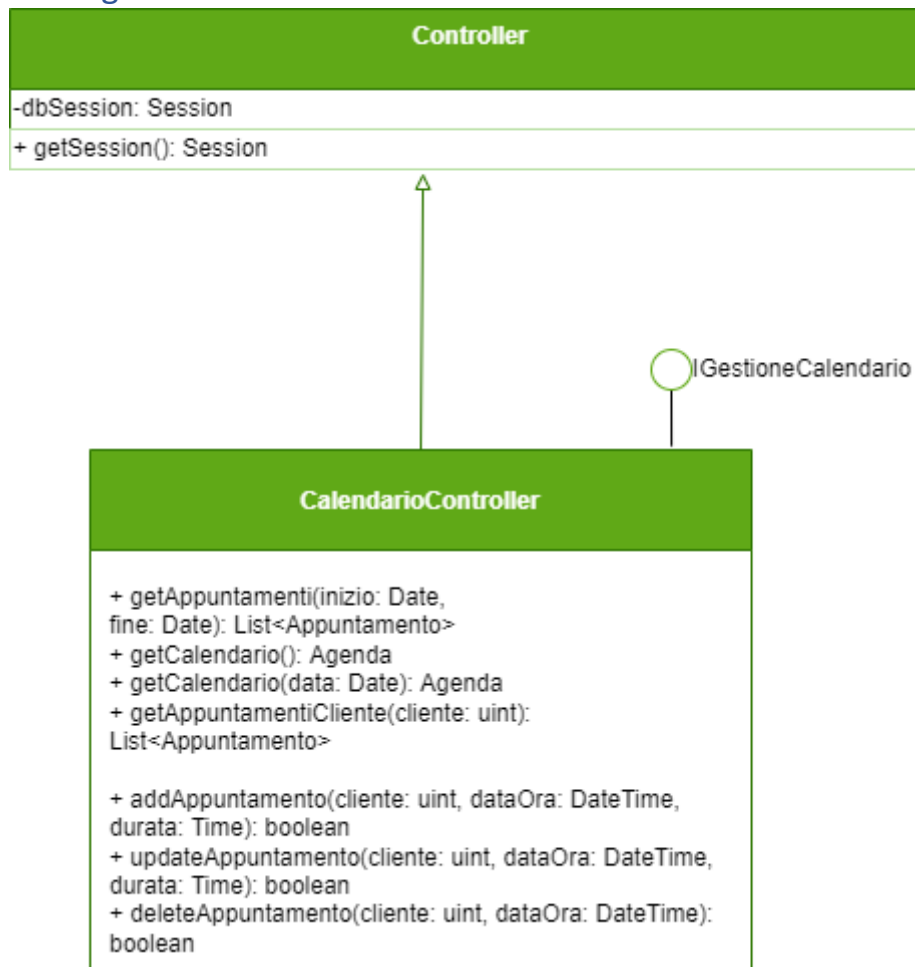 Controller
-dbSession: Session
+ getSession(): Session
IGestioneCalendario
CalendarioController
+ getAppuntamenti(inizio: Date,
fine: Date): List<Appuntamento>
+ getCalendario(): Agenda
+ getCalendario(data: Date): Agenda
+ getAppuntamentiCliente(cliente: uint):
List<Appuntamento>
+ addAppuntamento(cliente: uint, dataOra: DateTime,
durata: Time): boolean
+ updateAppuntamento(cliente: uint, dataOra: DateTime,
durata: Time): boolean
+ deleteAppuntamento(cliente: uint, dataOra: DateTime):
boolean